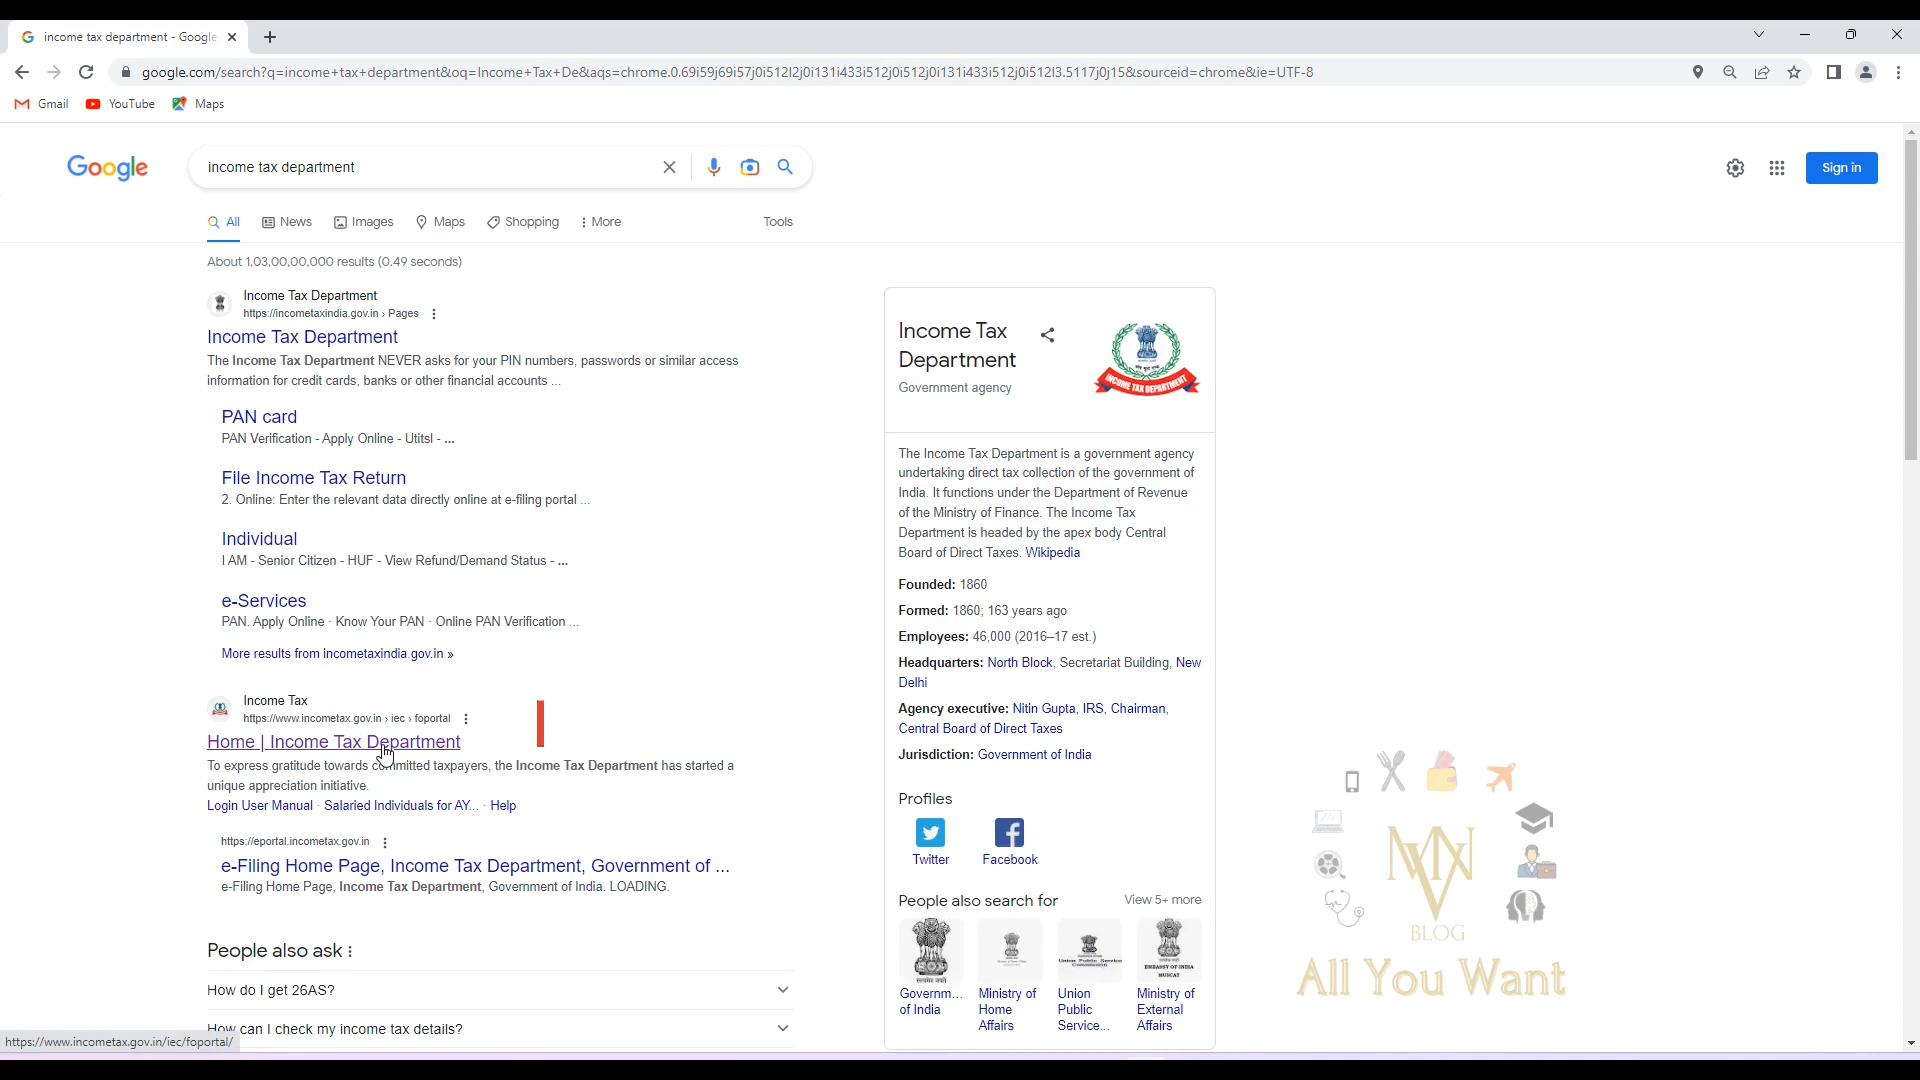 income tax department - Google
google.com/search?q=income+tax+department&oq=Income+Tax+De&aqs=chrome.0.69i59j69i57j0i512l2j0i131i433i512j0i512j0i131i433i512j0i512l3.5117j0j15&sourceid=chrome&ie=UTF-8
Gmail YouTube Maps
Google
income tax department
Sign in
All News Images Maps Shopping More Tools
About 1,03,00,00,000 results (0.49 seconds)
Income Tax Department
https://incometaxindia.gov.in › Pages
Income Tax Department
The Income Tax Department NEVER asks for your PIN numbers, passwords or similar access
information for credit cards, banks or other financial accounts ...
PAN card
PAN Verification - Apply Online - Utitsl - ...
File Income Tax Return
2. Online: Enter the relevant data directly online at e-filing portal ...
Individual
I AM - Senior Citizen - HUF - View Refund/Demand Status - ...
e-Services
PAN. Apply Online · Know Your PAN · Online PAN Verification ...
More results from incometaxindia.gov.in »
Income Tax
https://www.incometax.gov.in › iec › foportal
Home | Income Tax Department
To express gratitude towards committed taxpayers, the Income Tax Department has started a
unique appreciation initiative.
Login User Manual · Salaried Individuals for AY... · Help
https://eportal.incometax.gov.in
e-Filing Home Page, Income Tax Department, Government of ...
e-Filing Home Page, Income Tax Department, Government of India. LOADING.
People also ask
How do I get 26AS?
How can I check my income tax details?
https://www.incometax.gov.in/iec/foportal/
Income Tax
Department
Government agency
INCOME TAX DEPARTMENT
The Income Tax Department is a government agency
undertaking direct tax collection of the government of
India. It functions under the Department of Revenue
of the Ministry of Finance. The Income Tax
Department is headed by the apex body Central
Board of Direct Taxes. Wikipedia
Founded: 1860
Formed: 1860; 163 years ago
Employees: 46,000 (2016–17 est.)
Headquarters: North Block, Secretariat Building, New
Delhi
Agency executive: Nitin Gupta, IRS, Chairman,
Central Board of Direct Taxes
Jurisdiction: Government of India
Profiles
Twitter Facebook
People also search for View 5+ more
Union Public Service
Commission
EMBASSY OF INDIA
MUSCAT
Governm...
of India
Ministry of
Home
Affairs
Union
Public
Service...
Ministry of
External
Affairs
BLOG
All You Want